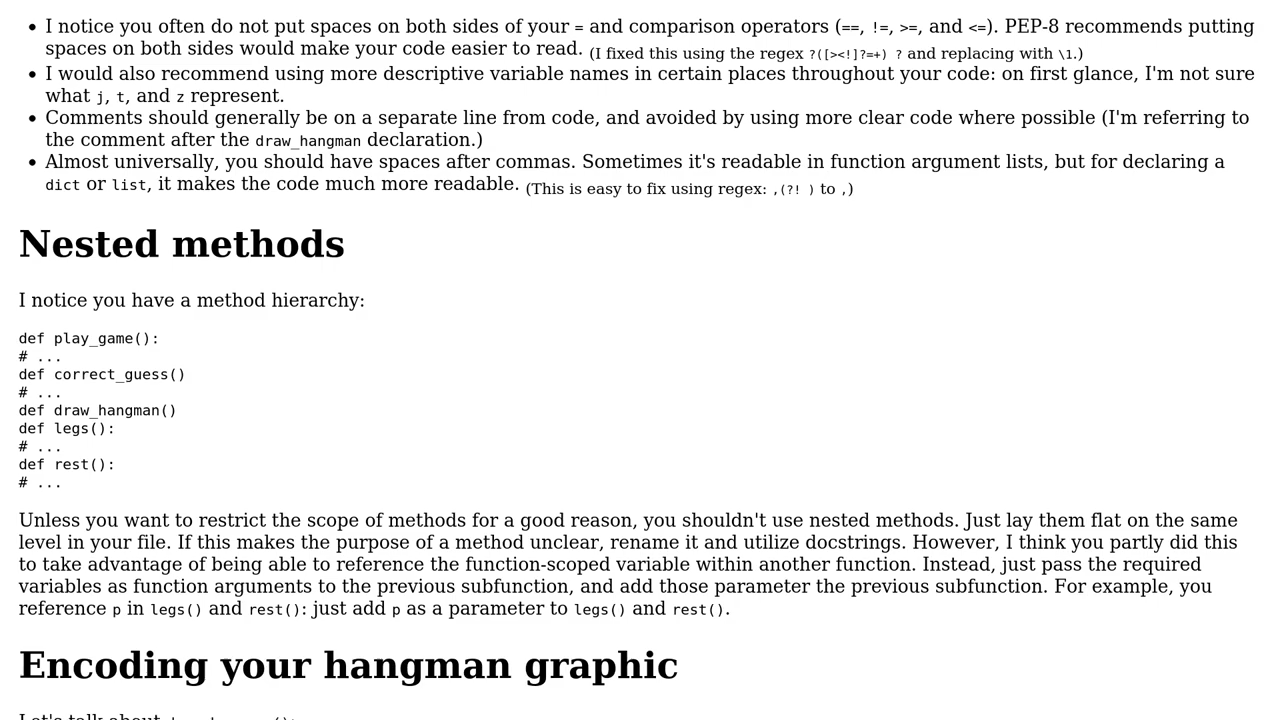 I notice you often do not put spaces on both sides of your = and comparison operators (==, !=, >=, and <=). PEP-8 recommends putting
spaces on both sides would make your code easier to read. (I fixed this using the regex ?([><!]?=+) ? and replacing with \1.)
I would also recommend using more descriptive variable names in certain places throughout your code: on first glance, I'm not sure
what j, t, and z represent.
Comments should generally be on a separate line from code, and avoided by using more clear code where possible (I'm referring to
the comment after the draw_hangman declaration.)
Almost universally, you should have spaces after commas. Sometimes it's readable in function argument lists, but for declaring a
dict or list, it makes the code much more readable. (This is easy to fix using regex: ,(?! ) to ,)
Nested methods
I notice you have a method hierarchy:
def play_game():
# ...
def correct_guess()
# ...
def draw_hangman()
def legs():
# ...
def rest():
# ...
Unless you want to restrict the scope of methods for a good reason, you shouldn't use nested methods. Just lay them flat on the same
level in your file. If this makes the purpose of a method unclear, rename it and utilize docstrings. However, I think you partly did this
to take advantage of being able to reference the function-scoped variable within another function. Instead, just pass the required
variables as function arguments to the previous subfunction, and add those parameter the previous subfunction. For example, you
reference p in legs() and rest(): just add p as a parameter to legs() and rest().
Encoding your hangman graphic
Let's talk about